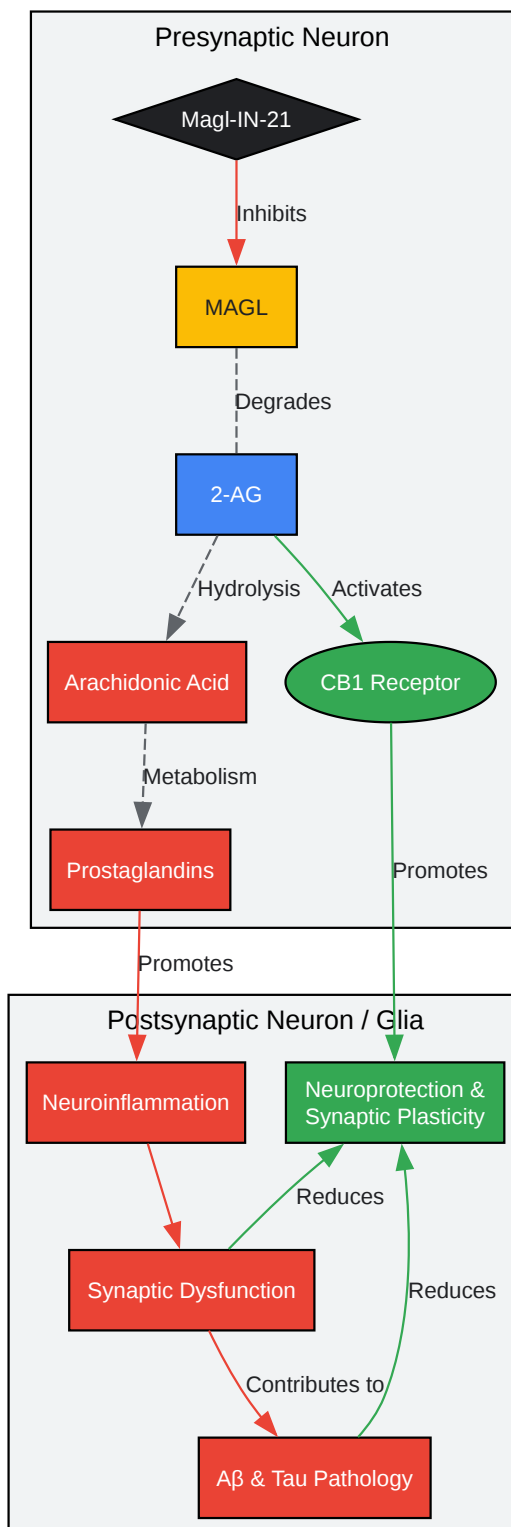 Presynaptic Neuron
Magl-IN-21
Inhibits
MAGL
Degrades
2-AG
Hydrolysis
Activates
Arachidonic Acid
CB1 Receptor
Metabolism
Prostaglandins
Promotes
Promotes
Postsynaptic Neuron / Glia
Neuroinflammation
Neuroprotection &
Synaptic Plasticity
Reduces
Synaptic Dysfunction
Reduces
Contributes to
Aβ & Tau Pathology